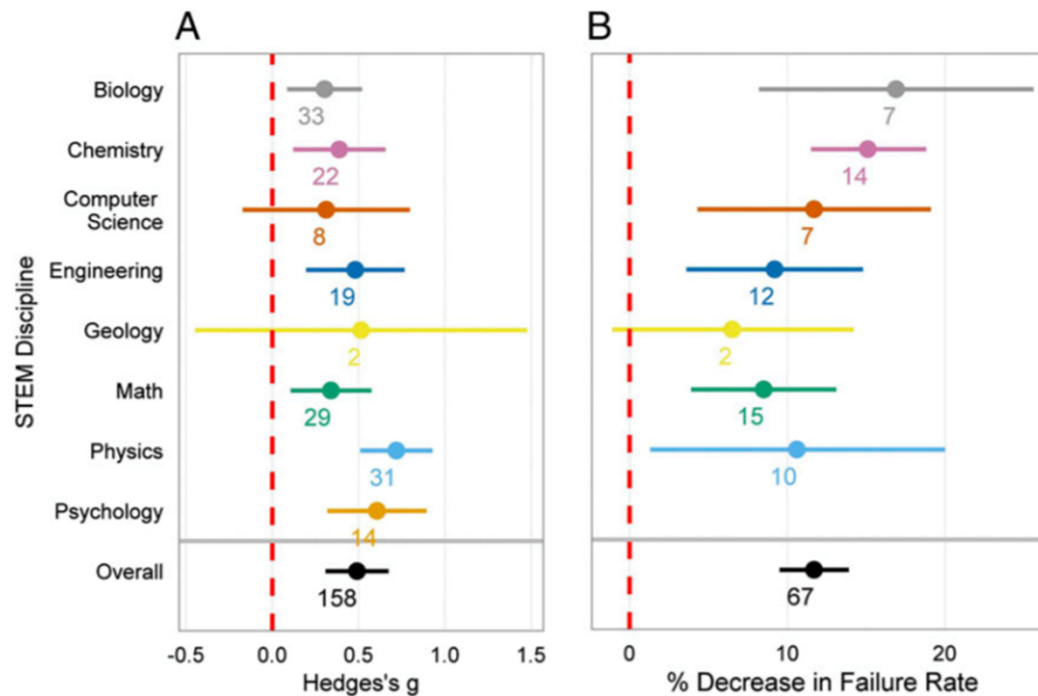 A
B
STEM Discipline
Biology
33
7
Chemistry
22
14
Computer
Science
8
7
Engineering
19
12
Geology
2
2
Math
29
15
Physics
31
10
Psychology
14
Overall
158
67
-0.5 0.0 0.5 1.0 1.5
0 10 20
Hedges's g
% Decrease in Failure Rate